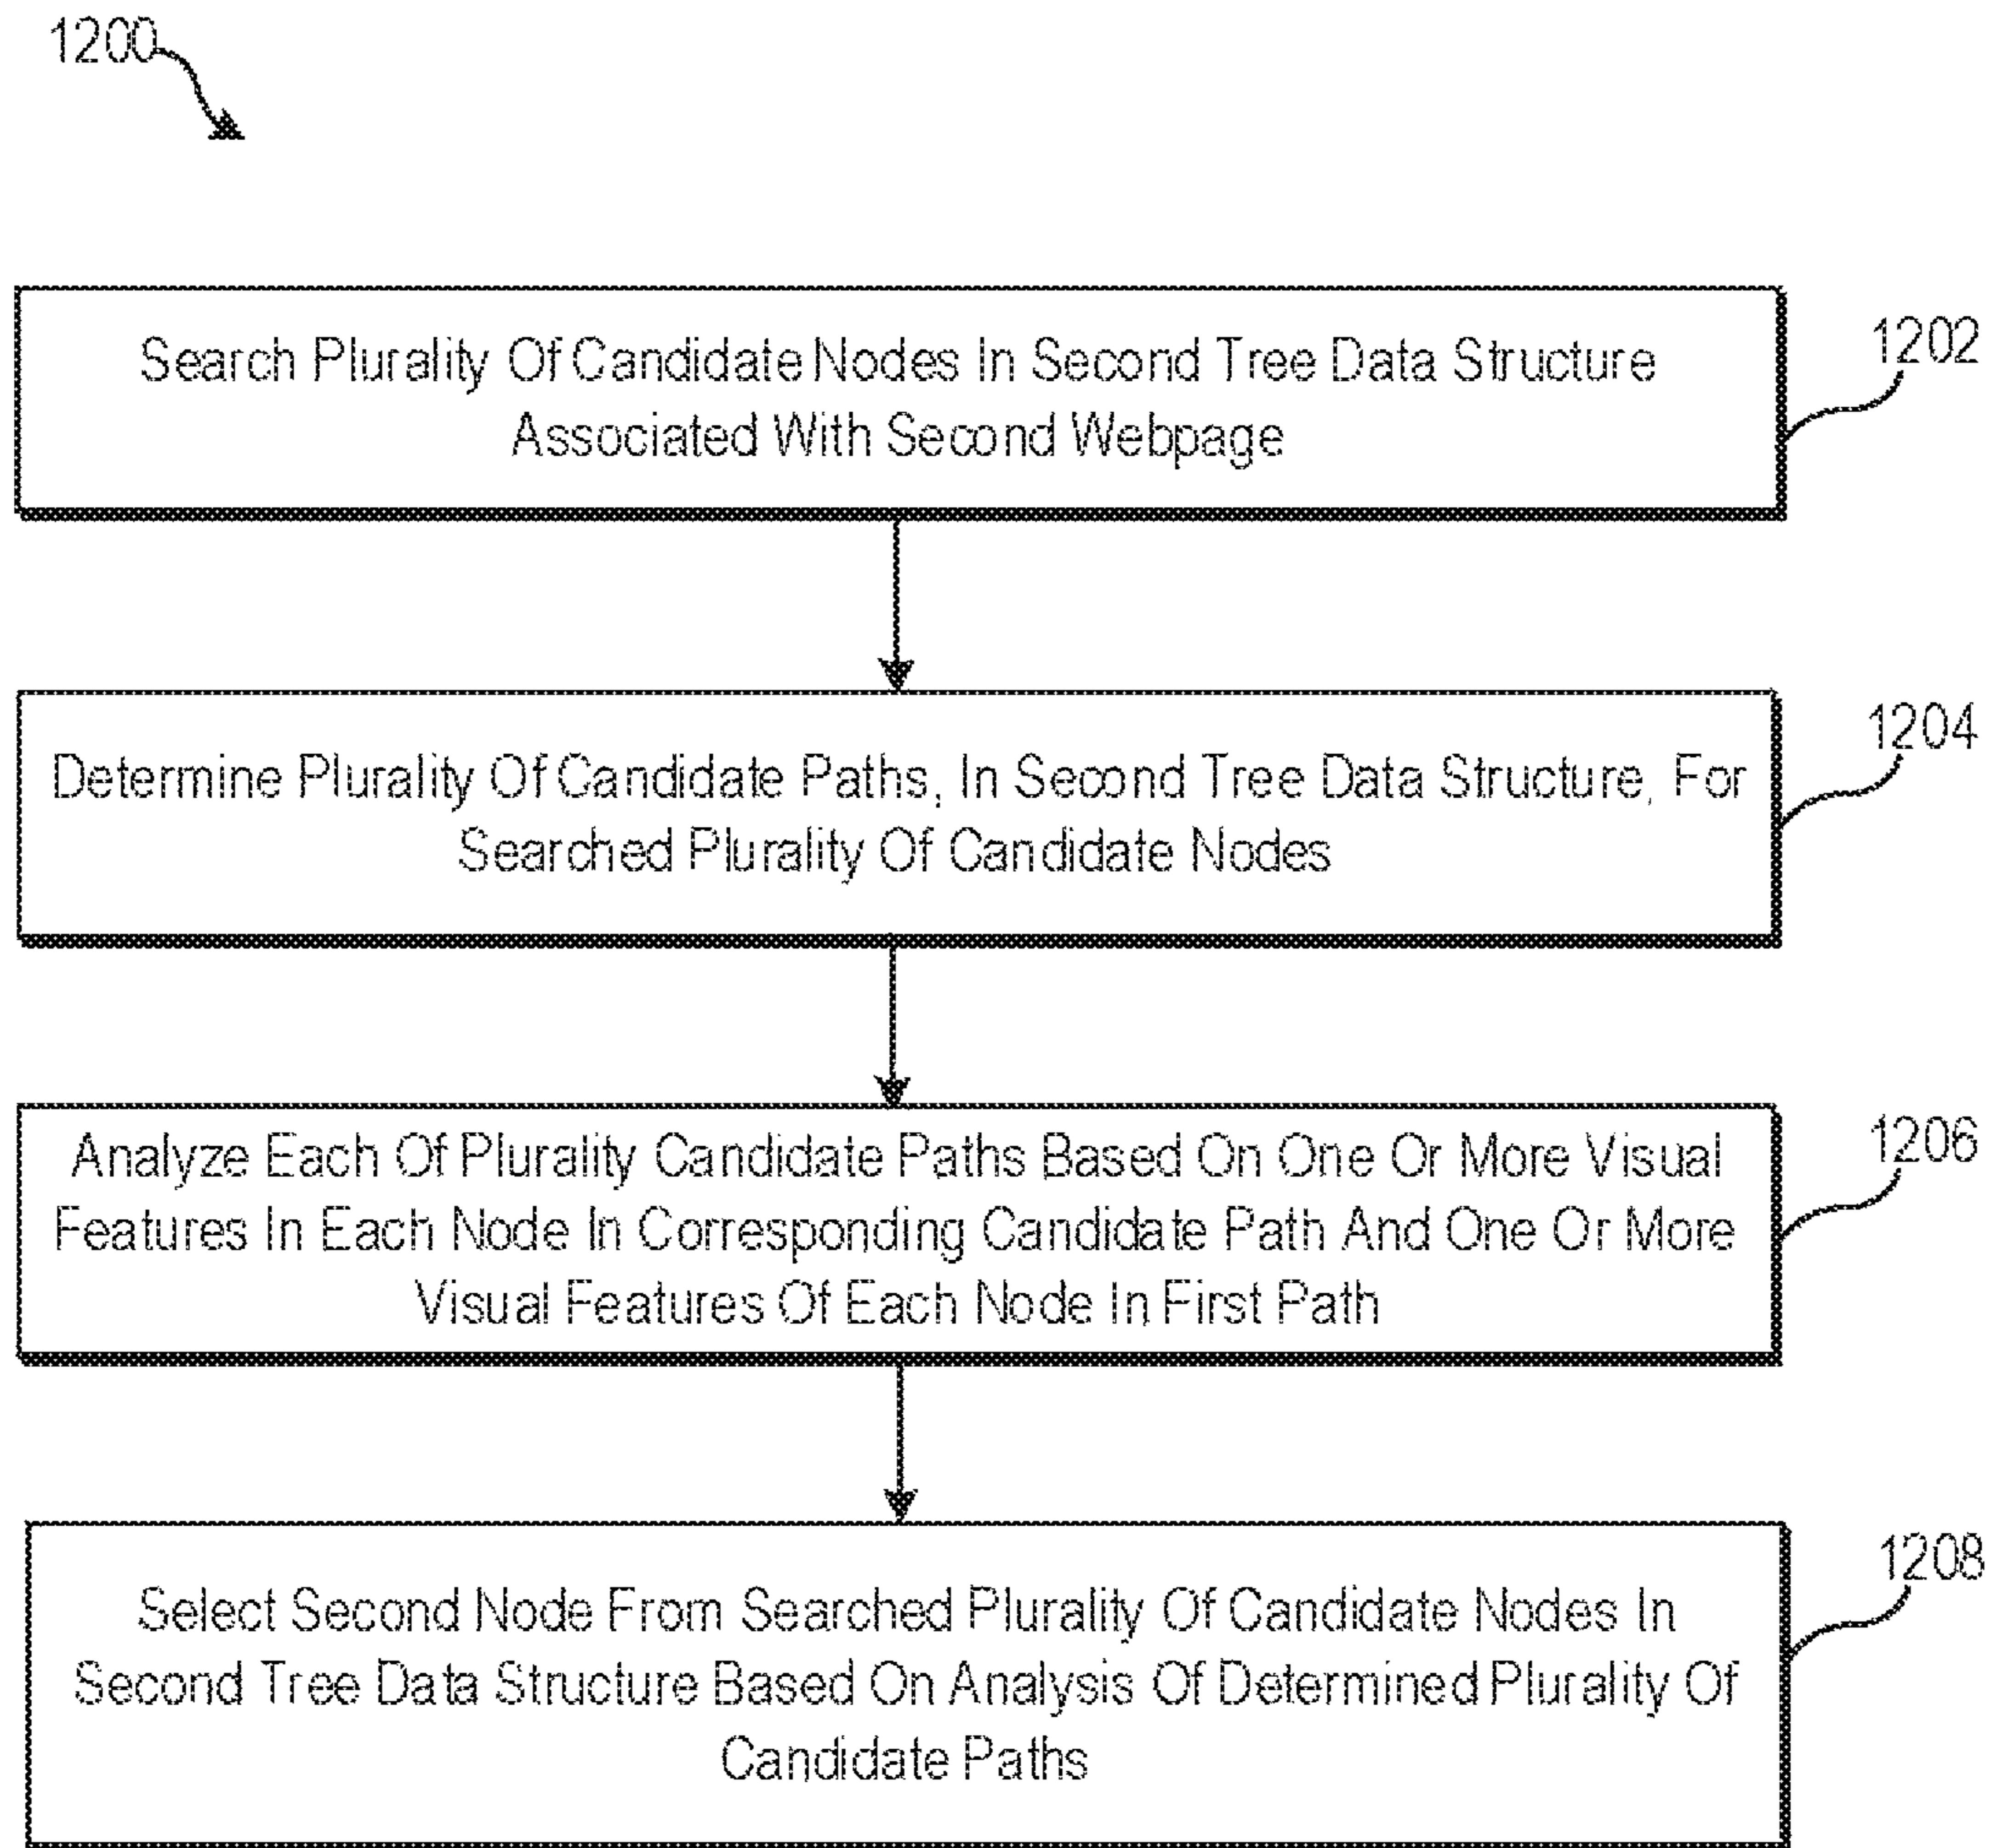 1200
Search Plurality Of Candidate Nodes In Second Tree Data Structure
Associated With Second Webpage
1202
Determine Plurality Of Candidate Paths, In Second Tree Data Structure, For
Searched Plurality Of Candidate Nodes
1204
Analyze Each Of Plurality Candidate Paths Based On One Or More Visual
Features In Each Node In Corresponding Candidate Path And One Or More
Visual Features Of Each Node In First Path
1206
Select Second Node From Searched Plurality Of Candidate Nodes In
Second Tree Data Structure Based On Analysis Of Determined Plurality Of
Candidate Paths
1208